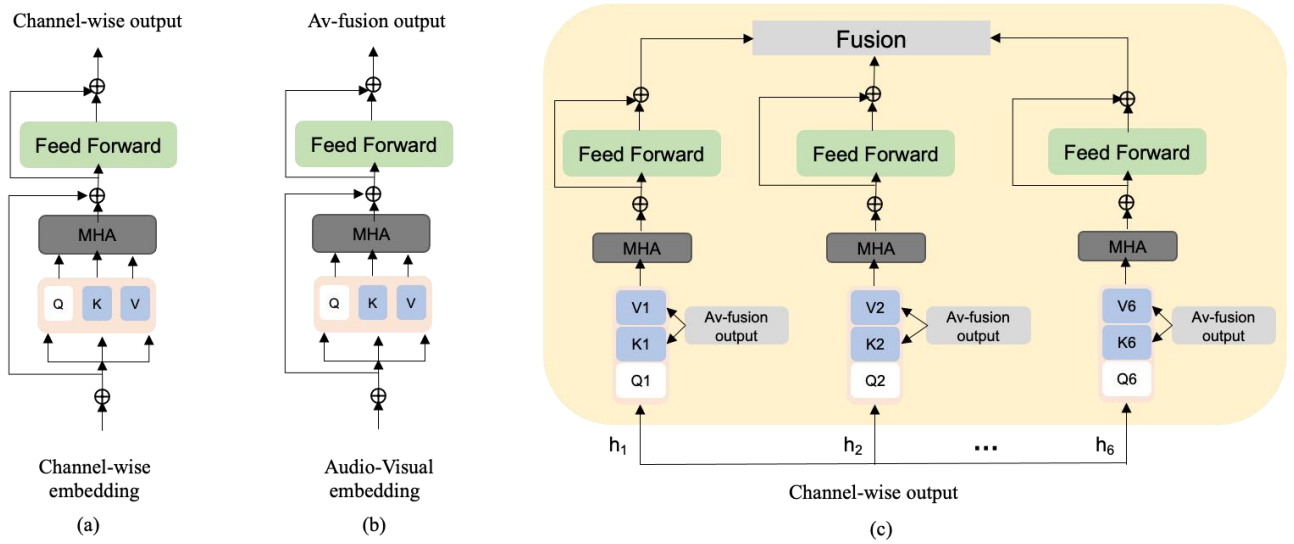 Channel-wise output
Feed Forward
MHA
Q K V
Channel-wise
embedding
(a)
Av-fusion output
Feed Forward
MHA
Q K V
Audio-Visual
embedding
(b)
Fusion
Feed Forward
MHA
V1
K1
Q1
Av-fusion
output
h1
Feed Forward
MHA
V2
K2
Q2
Av-fusion
output
h2
...
Feed Forward
MHA
V6
K6
Q6
Av-fusion
output
h6
Channel-wise output
(c)